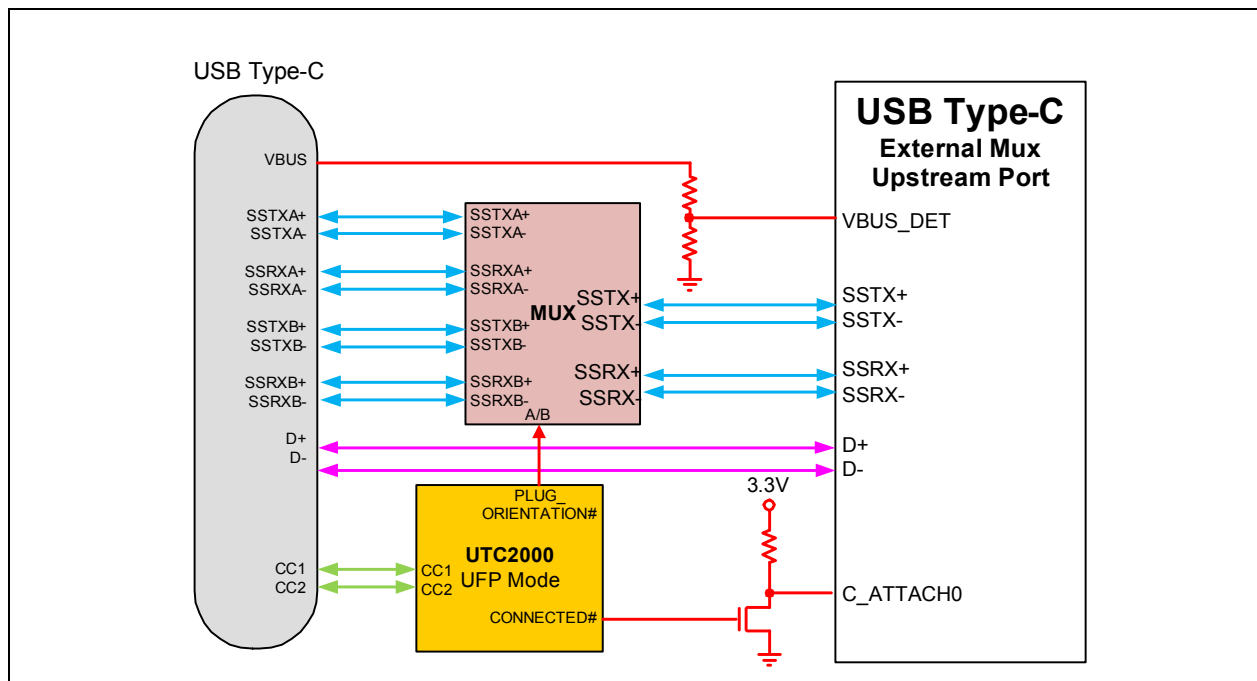 USB Type-C
VBUS
SSTXA+
SSTXA-
SSRXA+
SSRXA-
SSTXB+
SSTXB-
SSRXB+
SSRXB-
D+
D-
CC1
CC2
SSTXA+
SSTXA-
SSRXA+
SSRXA-
SSTXB+
SSTXB-
SSRXB+
SSRXB-
MUX
SSTX+
SSTX-
SSRX+
SSRX-
A/B
PLUG_
ORIENTATION#
UTC2000
UFP Mode
CC1
CC2
CONNECTED#
3.3V
USB Type-C
External Mux
Upstream Port
VBUS_DET
SSTX+
SSTX-
SSRX+
SSRX-
D+
D-
C_ATTACH0